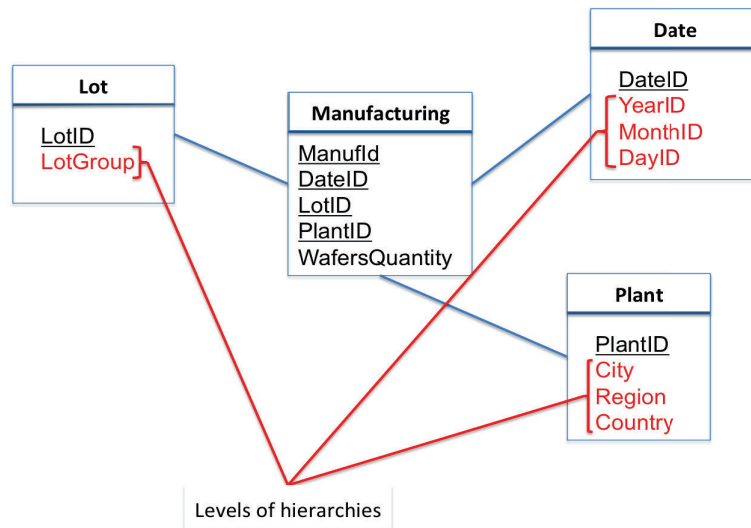 Lot
LotID
LotGroup
Manufacturing
ManufId
DateID
LotID
PlantID
WafersQuantity
Date
DateID
YearID
MonthID
DayID
Plant
PlantID
City
Region
Country
Levels of hierarchies